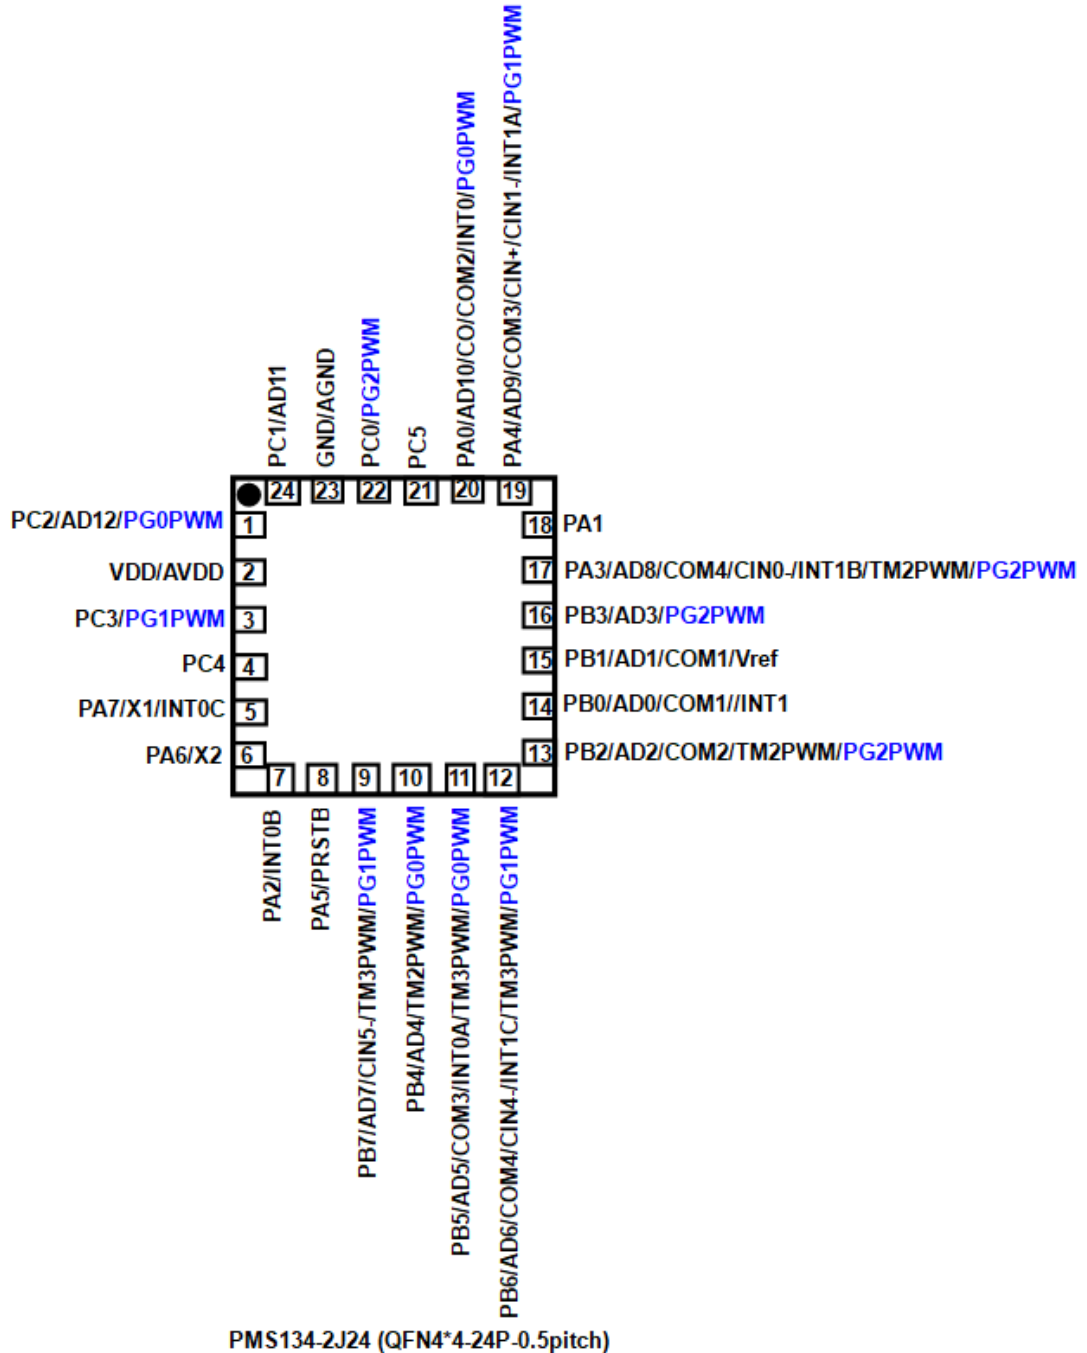 PA4/AD9/COM3/CIN+/CIN1-/INT1A/PG1PWM
PA0/AD10/CO/COM2/INT0/PG0PWM
PC5
PC0/PG2PWM
GND/AGND
PC1/AD11
24
23
22
21
20
19
PC2/AD12/PG0PWM
1
VDD/AVDD
2
PC3/PG1PWM
3
PC4
4
PA7/X1/INT0C
5
PA6/X2
6
18
PA1
17
PA3/AD8/COM4/CIN0-/INT1B/TM2PWM/PG2PWM
16
PB3/AD3/PG2PWM
15
PB1/AD1/COM1/Vref
14
PB0/AD0/COM1//INT1
13
PB2/AD2/COM2/TM2PWM/PG2PWM
7
8
9
10
11
12
PA2/INT0B
PA5/PRSTB
PB7/AD7/CIN5-/TM3PWM/PG1PWM
PB4/AD4/TM2PWM/PG0PWM
PB5/AD5/COM3/INT0A/TM3PWM/PG0PWM
PB6/AD6/COM4/CIN4-/INT1C/TM3PWM/PG1PWM
PMS134-2J24 (QFN4*4-24P-0.5pitch)